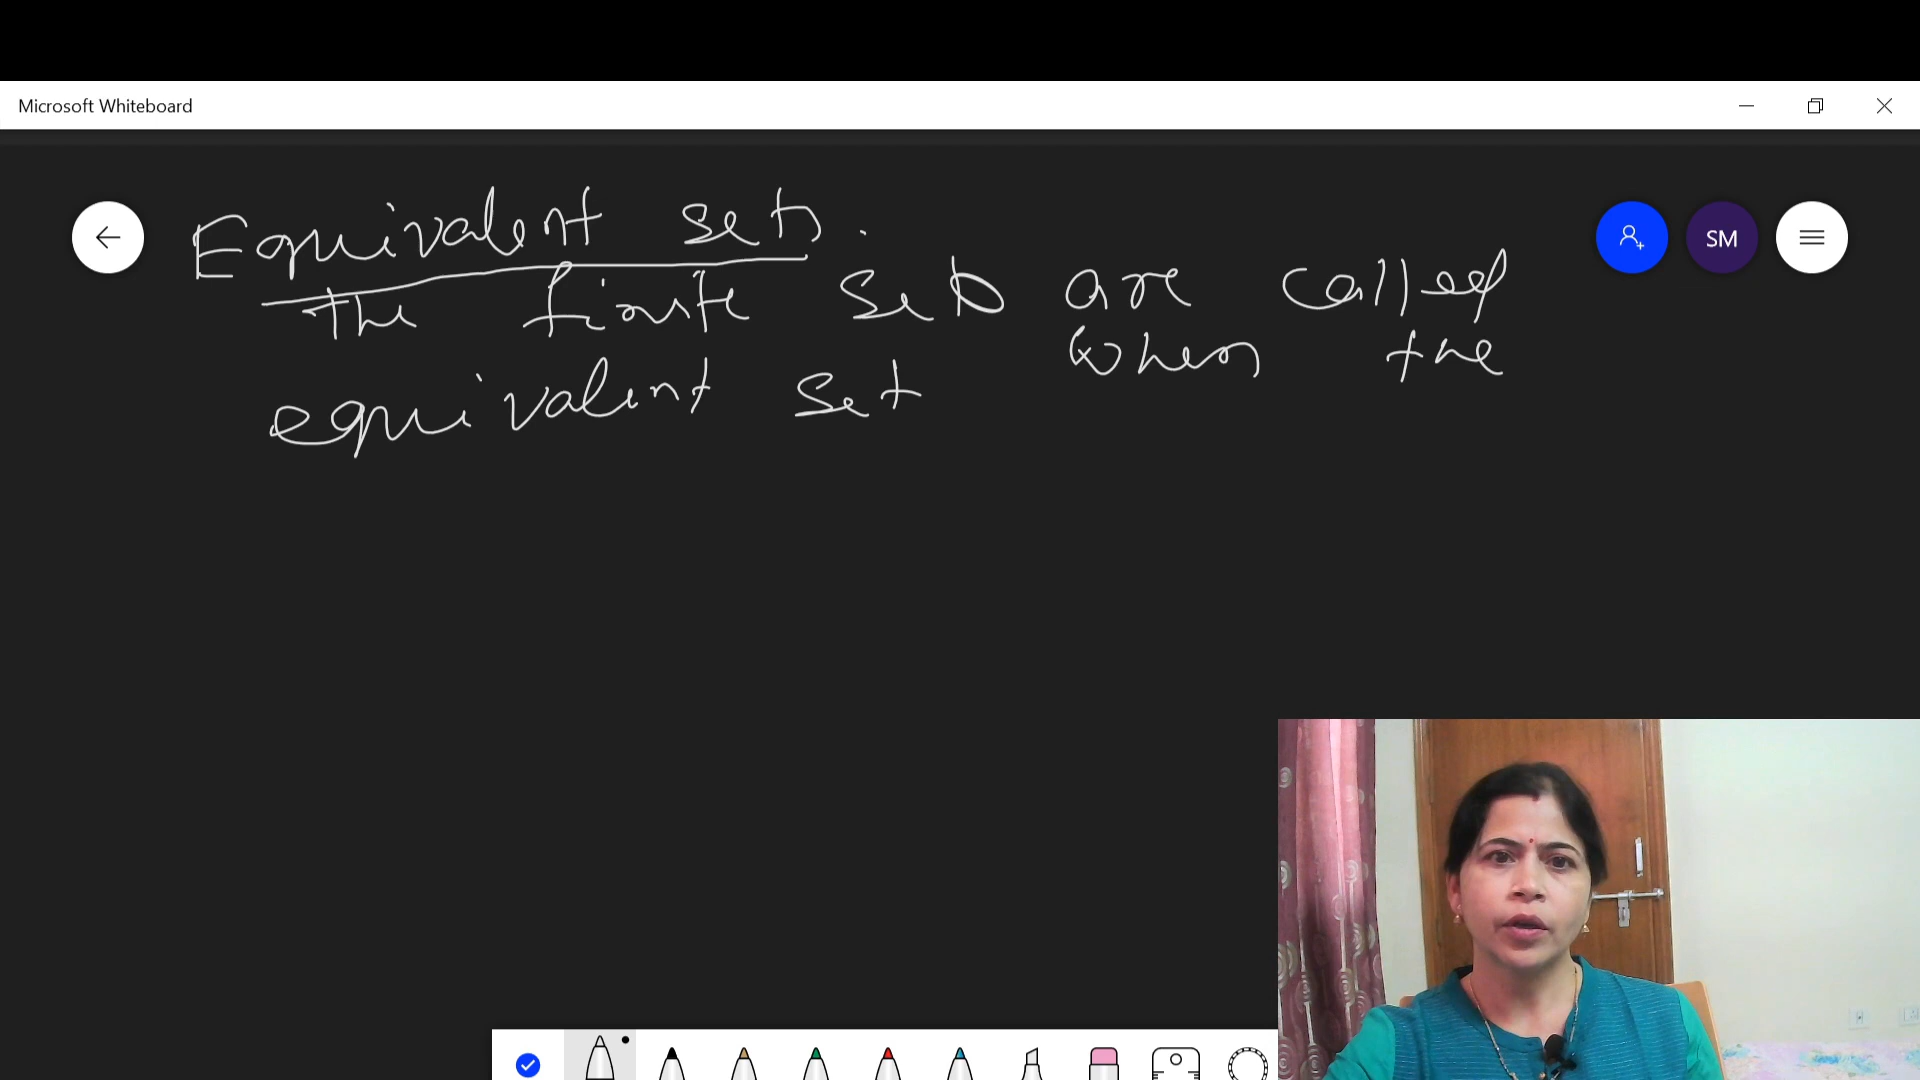 Microsoft Whiteboard
Equivalent sets.
SM
The finite sets are called
equivalent set when the